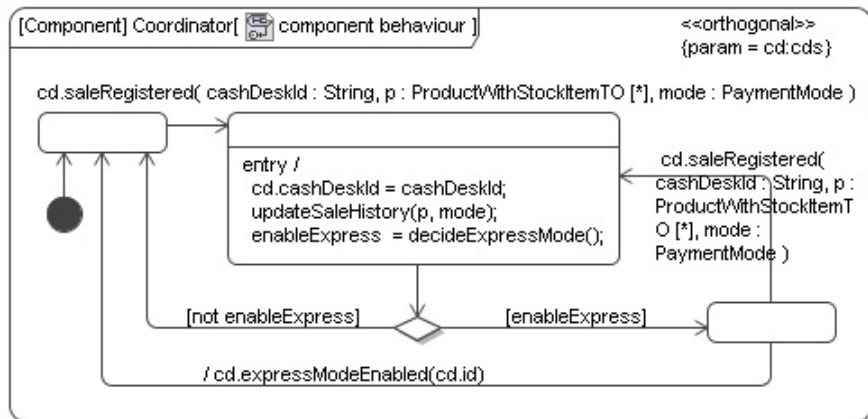 [Component] Coordinator[ component behaviour ]
<<orthogonal>>
{param = cd:cds}
cd.saleRegistered( cashDeskId : String, p : ProductWithStockItemTO [*], mode : PaymentMode )
entry /
cd.cashDeskId = cashDeskId;
updateSaleHistory(p, mode);
enableExpress = decideExpressMode();
cd.saleRegistered(
cashDeskId : String, p :
ProductWithStockItemT
O [*], mode :
PaymentMode )
[not enableExpress]
[enableExpress]
/ cd.expressModeEnabled(cd.id)